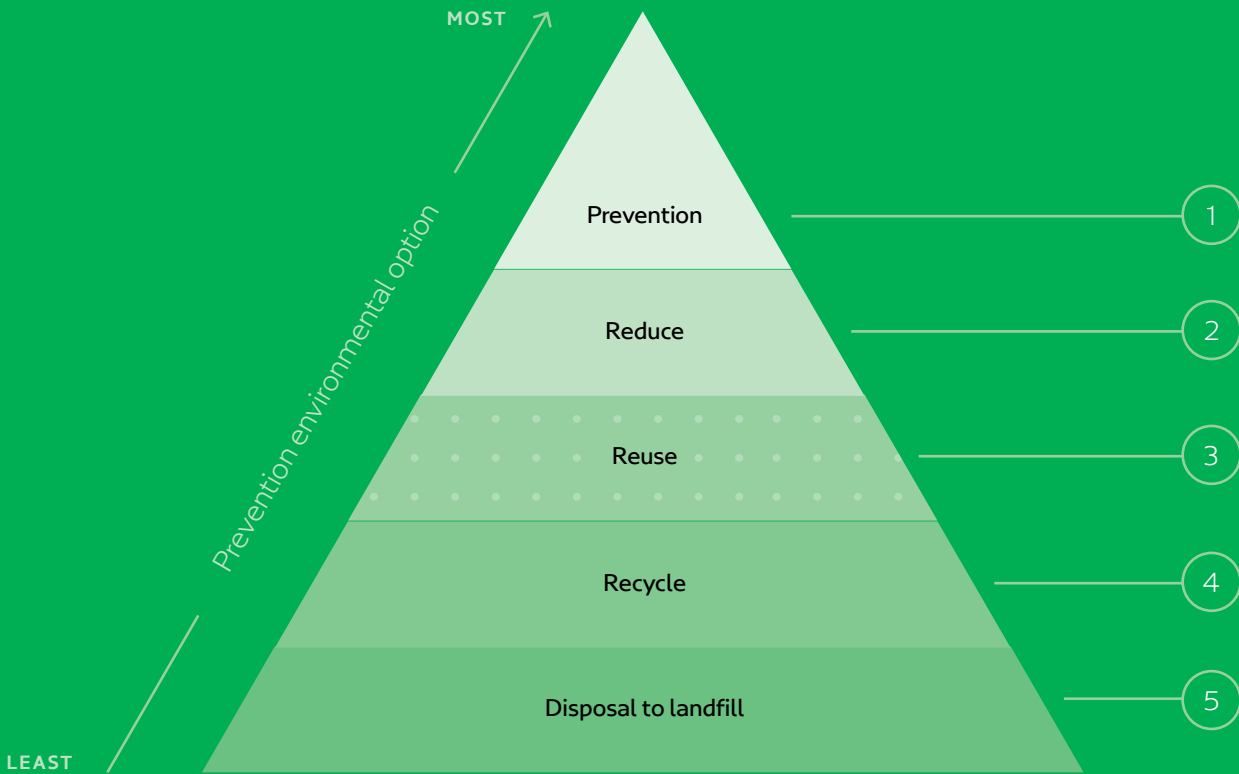 MOST
Prevention environmental option
LEAST
Prevention
1
Reduce
2
Reuse
3
Recycle
4
Disposal to landfill
5